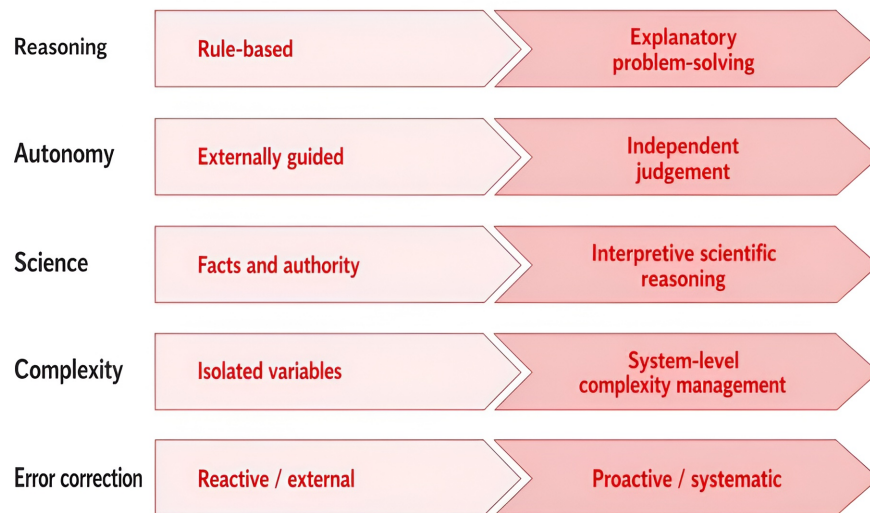 Reasoning
Rule-based
Explanatory
problem-solving
Autonomy
Externally guided
Independent
judgement
Science
Facts and authority
Interpretive scientific
reasoning
Complexity
Isolated variables
System-level
complexity management
Error correction
Reactive / external
Proactive / systematic